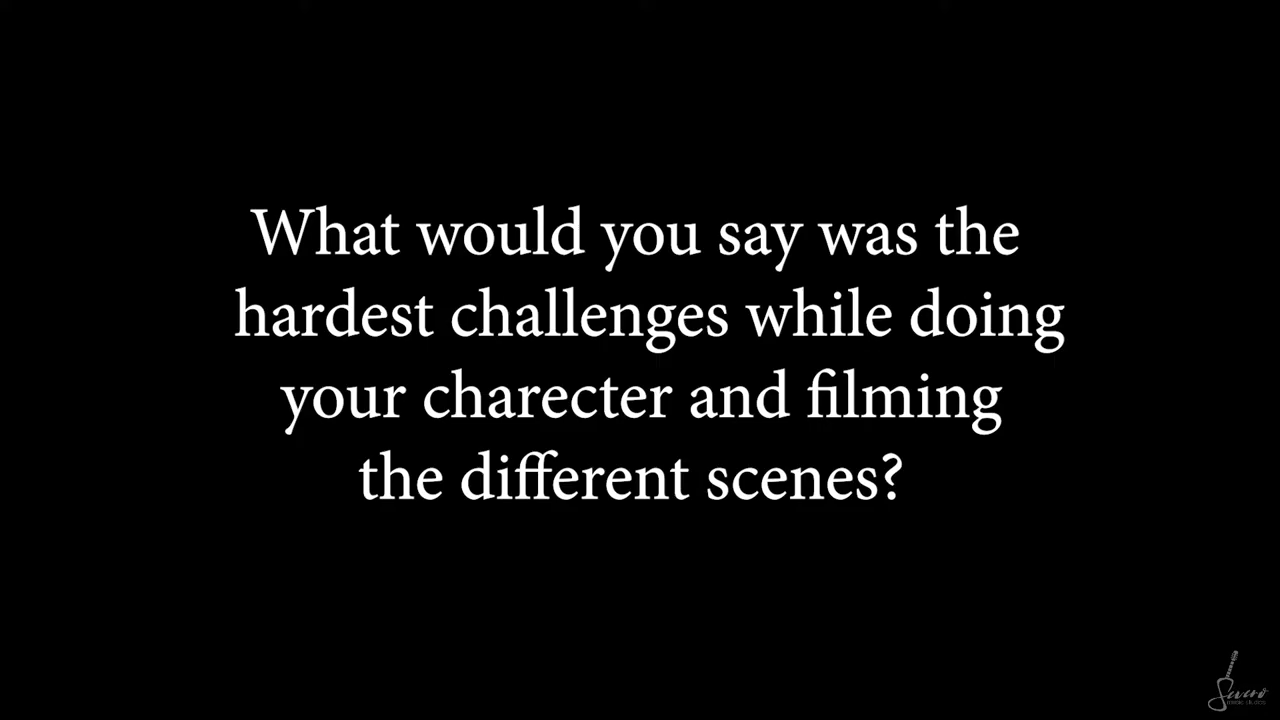 What would you say was the
hardest challenges while doing
your charecter and filming
the different scenes?